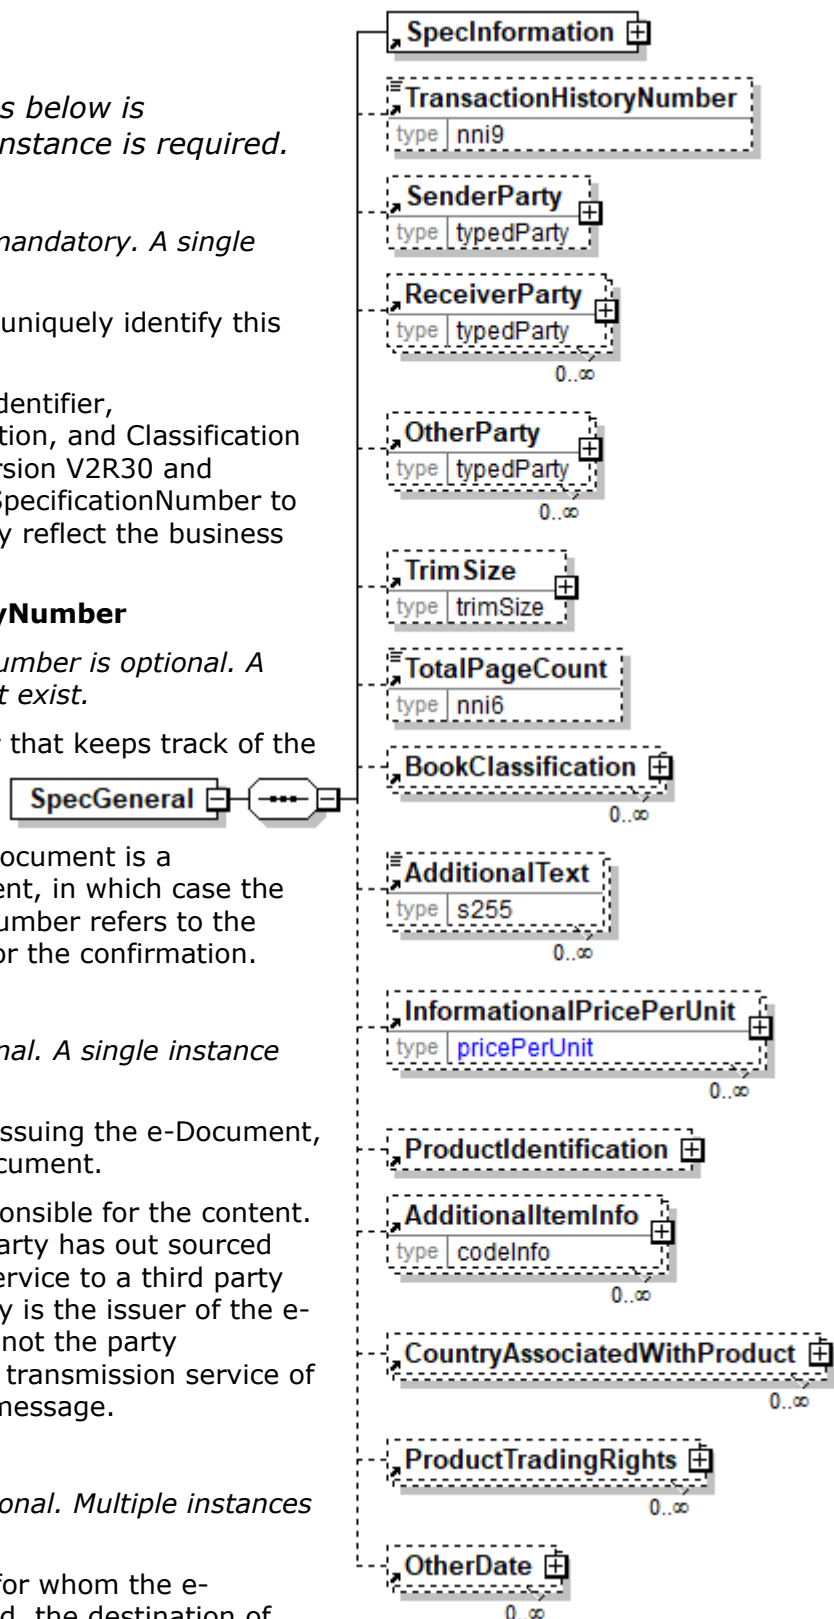 s below is
nstance is required.
mandatory. A single
uniquely identify this
dentifier,
tion, and Classification
rsion V2R30 and
SpecificationNumber to
y reflect the business
yNumber
umber is optional. A
t exist.
r that keeps track of the
ocument is a
ent, in which case the
umber refers to the
or the confirmation.
nal. A single instance
issuing the e-Document,
cument.
onsible for the content.
arty has out sourced
ervice to a third party
y is the issuer of the e-
not the party
transmission service of
message.
onal. Multiple instances
for whom the e-
d, the destination of
SpecGeneral
SpecInformation
TransactionHistoryNumber
type nni9
SenderParty
type typedParty
ReceiverParty
type typedParty
0..∞
OtherParty
type typedParty
0..∞
TrimSize
type trimSize
TotalPageCount
type nni6
BookClassification
0..∞
AdditionalText
type s255
0..∞
InformationalPricePerUnit
type pricePerUnit
0..∞
ProductIdentification
AdditionalItemInfo
type codeInfo
0..∞
CountryAssociatedWithProduct
0..∞
ProductTradingRights
0..∞
OtherDate
0..∞